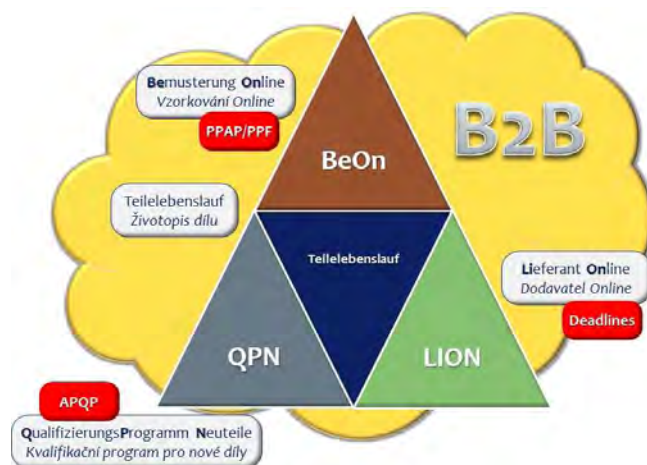 Bemusterung Online
Vzorkování Online
PPAP/PPF
B2B
BeOn
Teilelebenslauf
Životopis dílu
Teilelebenslauf
Lieferant Online
Dodavatel Online
Deadlines
QPN
LION
APQP
QualifizierungsProgramm Neuteile
Kvalifikační program pro nové díly